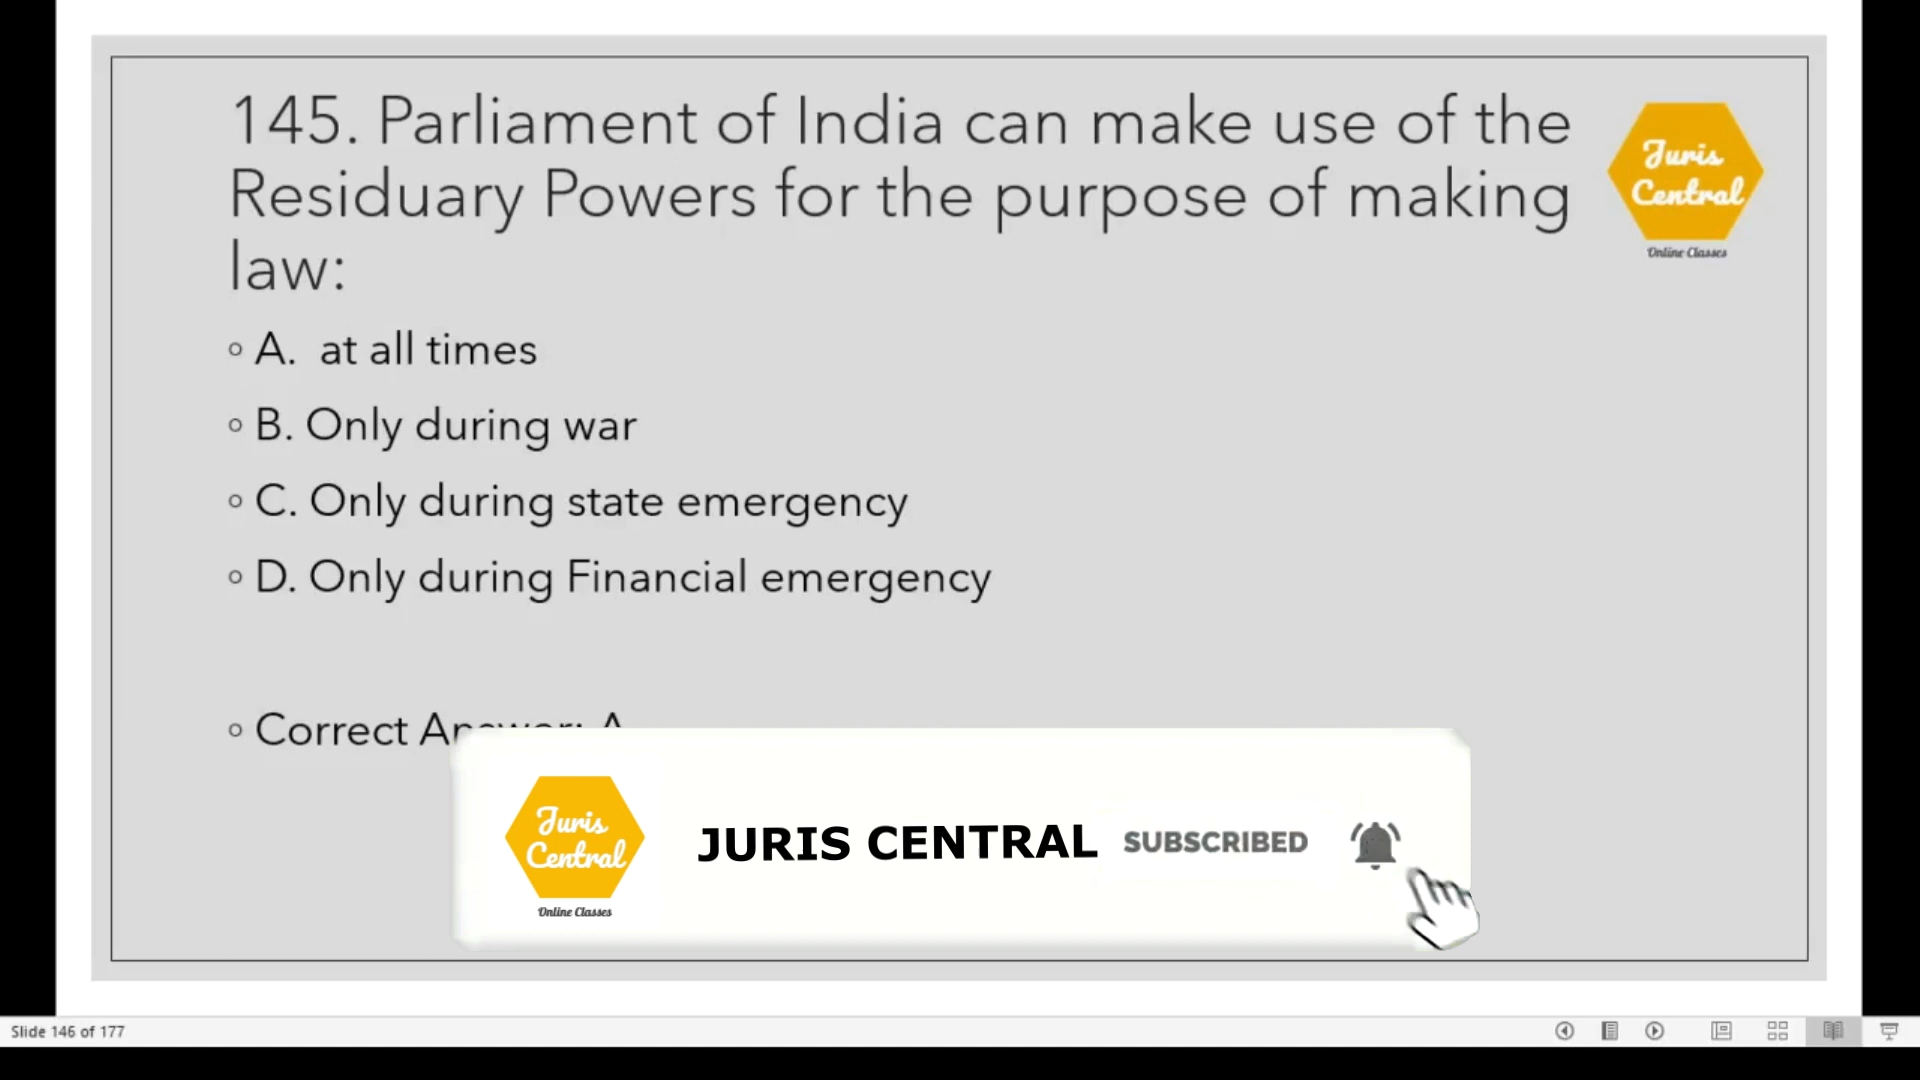 145. Parliament of India can make use of the
Residuary Powers for the purpose of making
law:
Juris
Central
Online Classes
A. at all times
B. Only during war
C. Only during state emergency
D. Only during Financial emergency
Correct Answer: A
Juris
Central
Online Classes
JURIS CENTRAL SUBSCRIBED
Slide 146 of 177